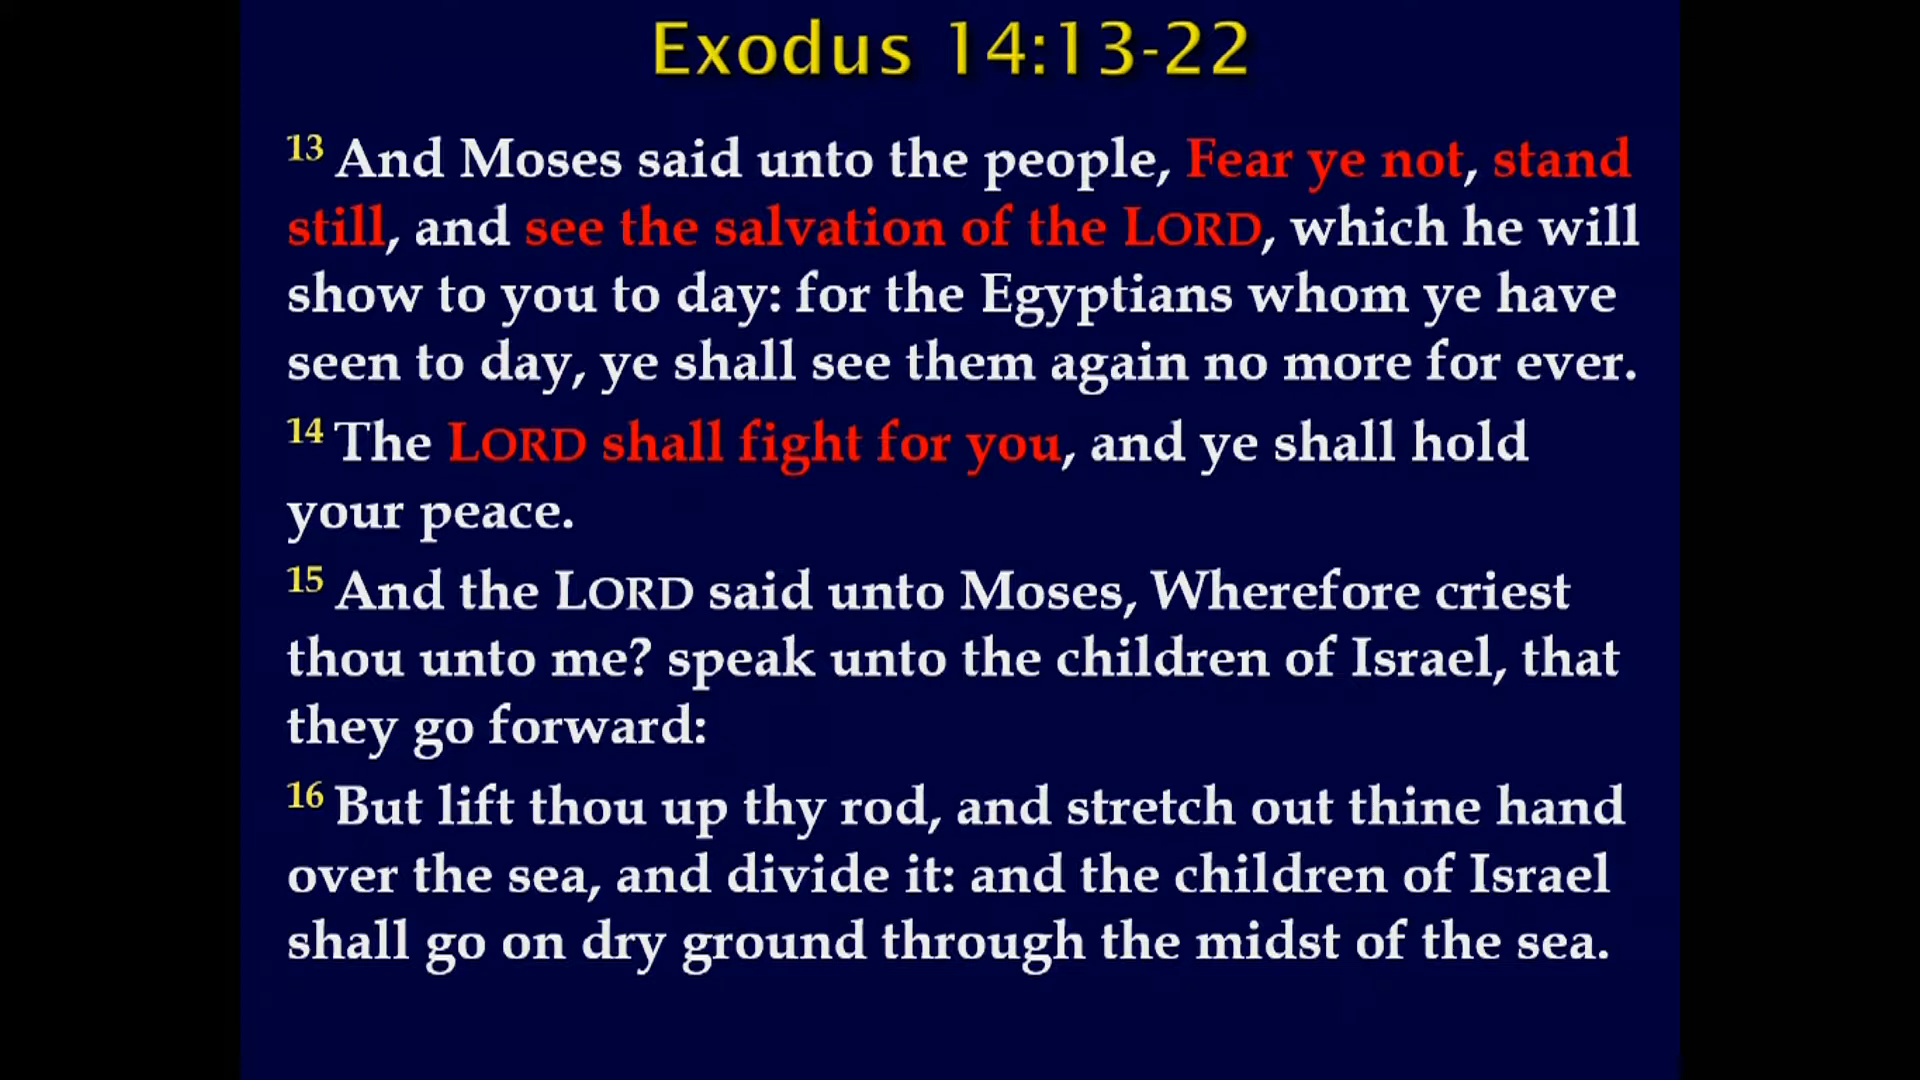 Exodus 14:13-22
13 And Moses said unto the people, Fear ye not, stand
still, and see the salvation of the LORD, which he will
show to you to day: for the Egyptians whom ye have
seen to day, ye shall see them again no more for ever.
14 The LORD shall fight for you, and ye shall hold
your peace.
15 And the LORD said unto Moses, Wherefore criest
thou unto me? speak unto the children of Israel, that
they go forward:
16 But lift thou up thy rod, and stretch out thine hand
over the sea, and divide it: and the children of Israel
shall go on dry ground through the midst of the sea.